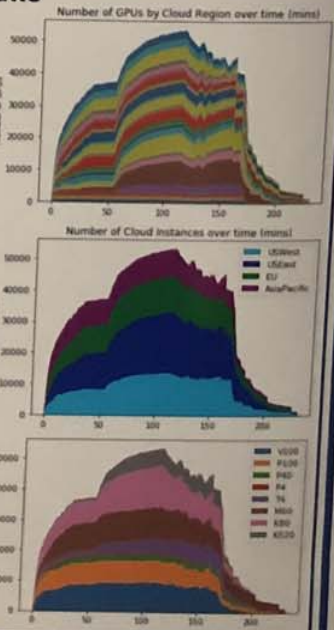 Number of GPUs by Cloud Region over time (mins)
50000
40000
30000
20000
10000
0
0 50 100 150 200
Number of Cloud Instances over time (mins)
USWest
USEast
EU
AsiaPacific
50000
40000
30000
20000
10000
0
0 50 100 150 200
V100
P100
P40
P4
T4
M60
K80
K520
0 50 100 150 200